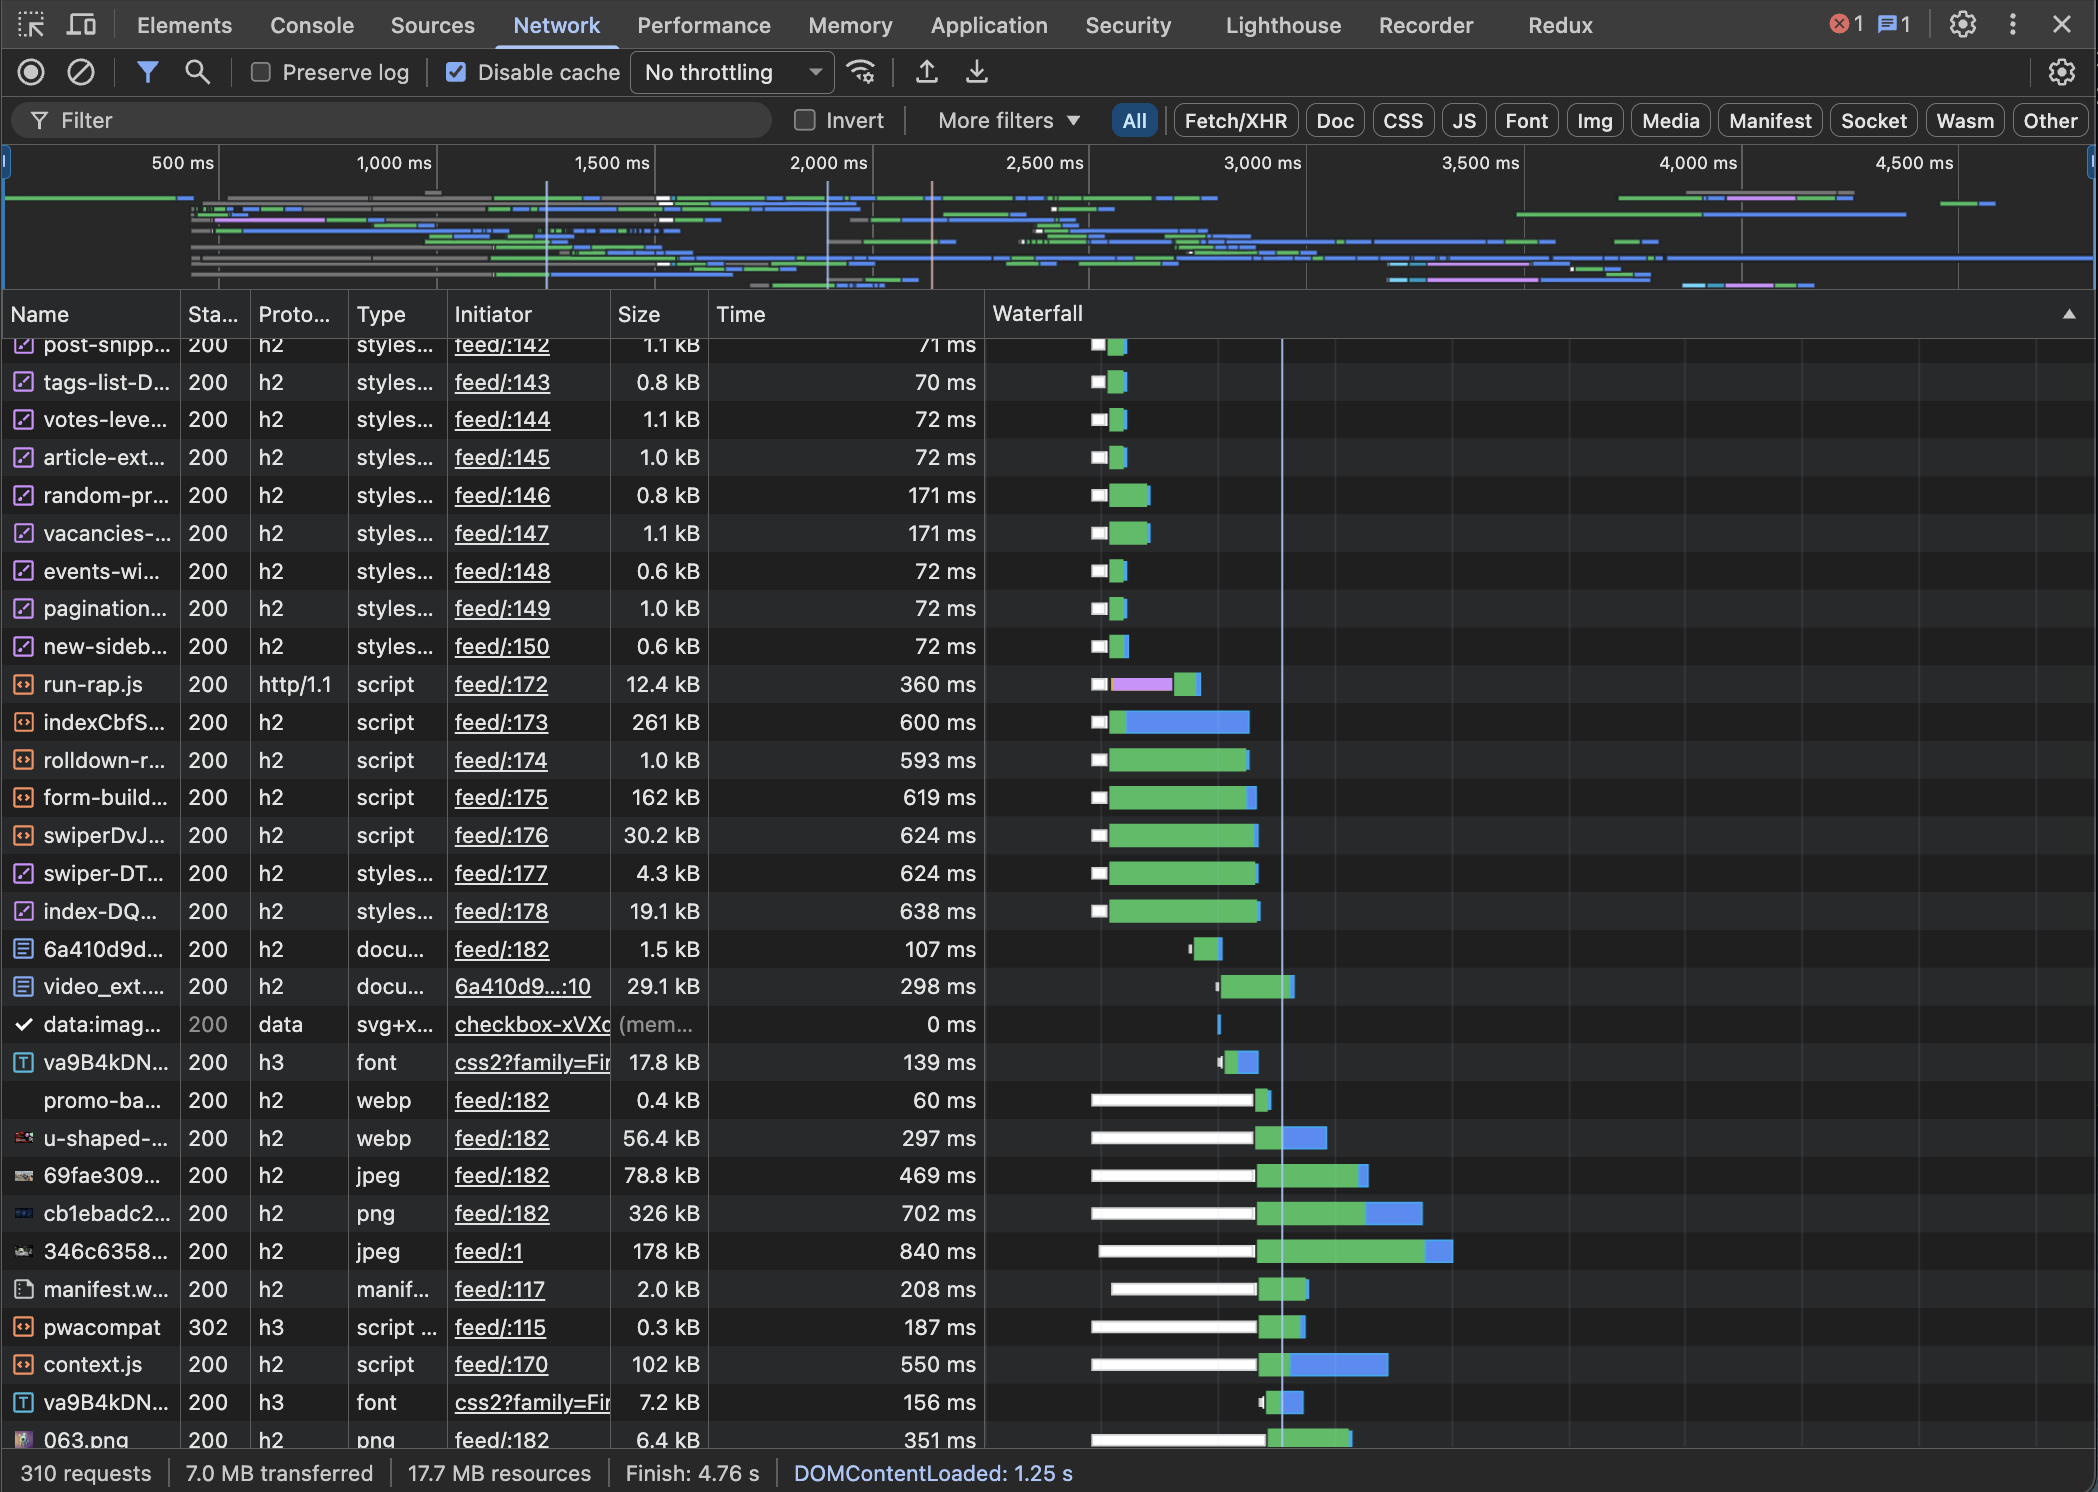 Elements Console Sources Network Performance Memory Application Security Lighthouse Recorder Redux 1 1
Preserve log Disable cache No throttling
Filter Invert More filters All Fetch/XHR Doc CSS JS Font Img Media Manifest Socket Wasm Other
500 ms 1,000 ms 1,500 ms 2,000 ms 2,500 ms 3,000 ms 3,500 ms 4,000 ms 4,500 ms
Name Sta... Proto... Type Initiator Size Time Waterfall
post-snipp... 200 h2 styles... feed/:142 1.1 kB 71 ms
tags-list-D... 200 h2 styles... feed/:143 0.8 kB 70 ms
votes-leve... 200 h2 styles... feed/:144 1.1 kB 72 ms
article-ext... 200 h2 styles... feed/:145 1.0 kB 72 ms
random-pr... 200 h2 styles... feed/:146 0.8 kB 171 ms
vacancies-... 200 h2 styles... feed/:147 1.1 kB 171 ms
events-wi... 200 h2 styles... feed/:148 0.6 kB 72 ms
pagination... 200 h2 styles... feed/:149 1.0 kB 72 ms
new-sideb... 200 h2 styles... feed/:150 0.6 kB 72 ms
run-rap.js 200 http/1.1 script feed/:172 12.4 kB 360 ms
indexCbfS... 200 h2 script feed/:173 261 kB 600 ms
rolldown-r... 200 h2 script feed/:174 1.0 kB 593 ms
form-build... 200 h2 script feed/:175 162 kB 619 ms
swiperDvJ... 200 h2 script feed/:176 30.2 kB 624 ms
swiper-DT... 200 h2 styles... feed/:177 4.3 kB 624 ms
index-DQ... 200 h2 styles... feed/:178 19.1 kB 638 ms
6a410d9d... 200 h2 docu... feed/:182 1.5 kB 107 ms
video_ext.... 200 h2 docu... 6a410d9...:10 29.1 kB 298 ms
data:imag... 200 data svg+x... checkbox-xVXc (mem... 0 ms
va9B4kDN... 200 h3 font css2?family=Fir 17.8 kB 139 ms
promo-ba... 200 h2 webp feed/:182 0.4 kB 60 ms
u-shaped-... 200 h2 webp feed/:182 56.4 kB 297 ms
69fae309... 200 h2 jpeg feed/:182 78.8 kB 469 ms
cb1ebadc2... 200 h2 png feed/:182 326 kB 702 ms
346c6358... 200 h2 jpeg feed/:1 178 kB 840 ms
manifest.w... 200 h2 manif... feed/:117 2.0 kB 208 ms
pwacompat 302 h3 script ... feed/:115 0.3 kB 187 ms
context.js 200 h2 script feed/:170 102 kB 550 ms
va9B4kDN... 200 h3 font css2?family=Fir 7.2 kB 156 ms
063.png 200 h2 png feed/:182 6.4 kB 351 ms
310 requests 7.0 MB transferred 17.7 MB resources Finish: 4.76 s DOMContentLoaded: 1.25 s